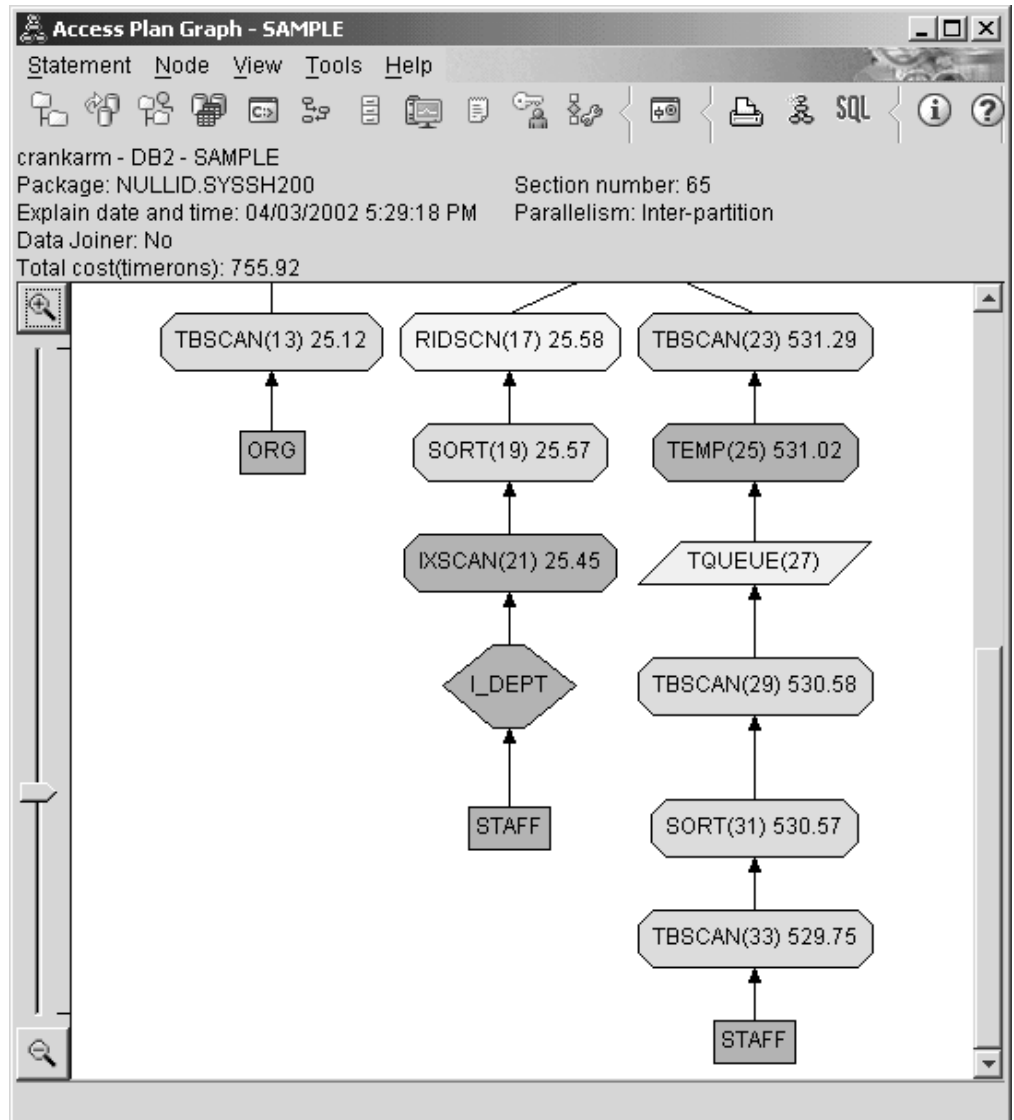 Access Plan Graph - SAMPLE
Statement Node View Tools Help
SQL
crankarm - DB2 - SAMPLE
Package: NULLID.SYSSH200 Section number: 65
Explain date and time: 04/03/2002 5:29:18 PM Parallelism: Inter-partition
Data Joiner: No
Total cost(timerons): 755.92
TBSCAN(13) 25.12 RIDSCN(17) 25.58 TBSCAN(23) 531.29
ORG SORT(19) 25.57 TEMP(25) 531.02
IXSCAN(21) 25.45 TQUEUE(27)
I_DEPT TBSCAN(29) 530.58
STAFF SORT(31) 530.57
TBSCAN(33) 529.75
STAFF